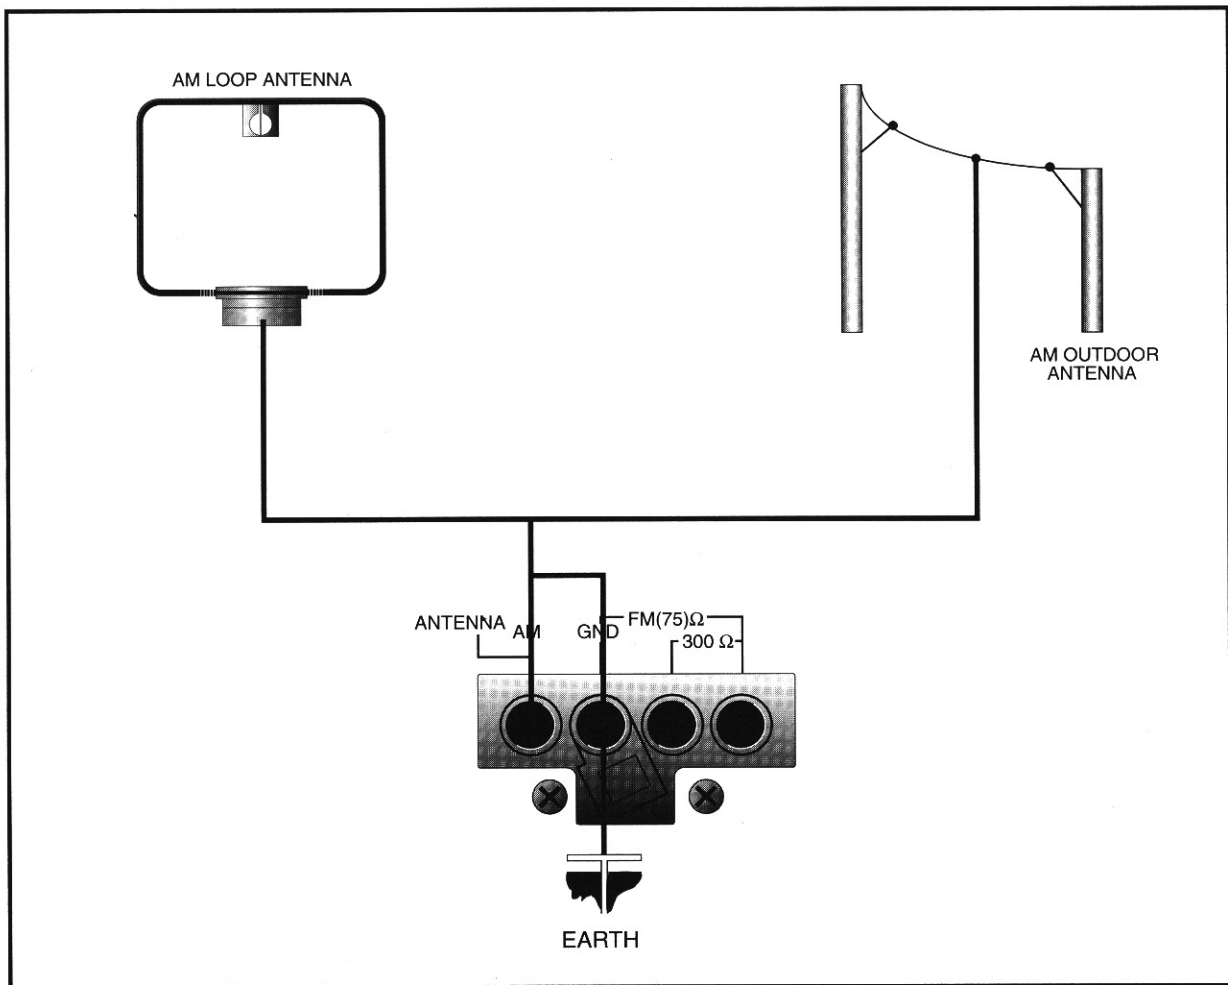 AM LOOP ANTENNA
AM OUTDOOR
ANTENNA
ANTENNA
AM
GND
FM(75)Ω
300 Ω
EARTH